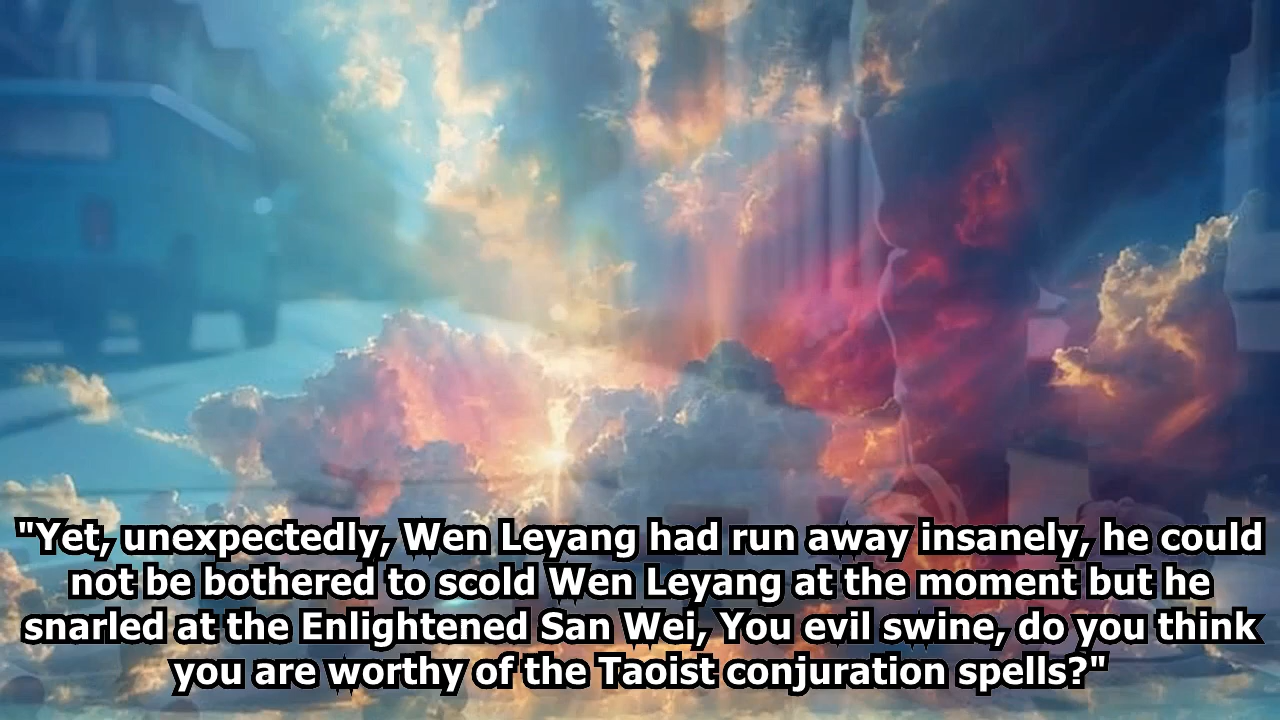 "Yet, unexpectedly, Wen Leyang had run away insanely, he could
not be bothered to scold Wen Leyang at the moment but he
snarled at the Enlightened San Wei, You evil swine, do you think
you are worthy of the Taoist conjuration spells?"